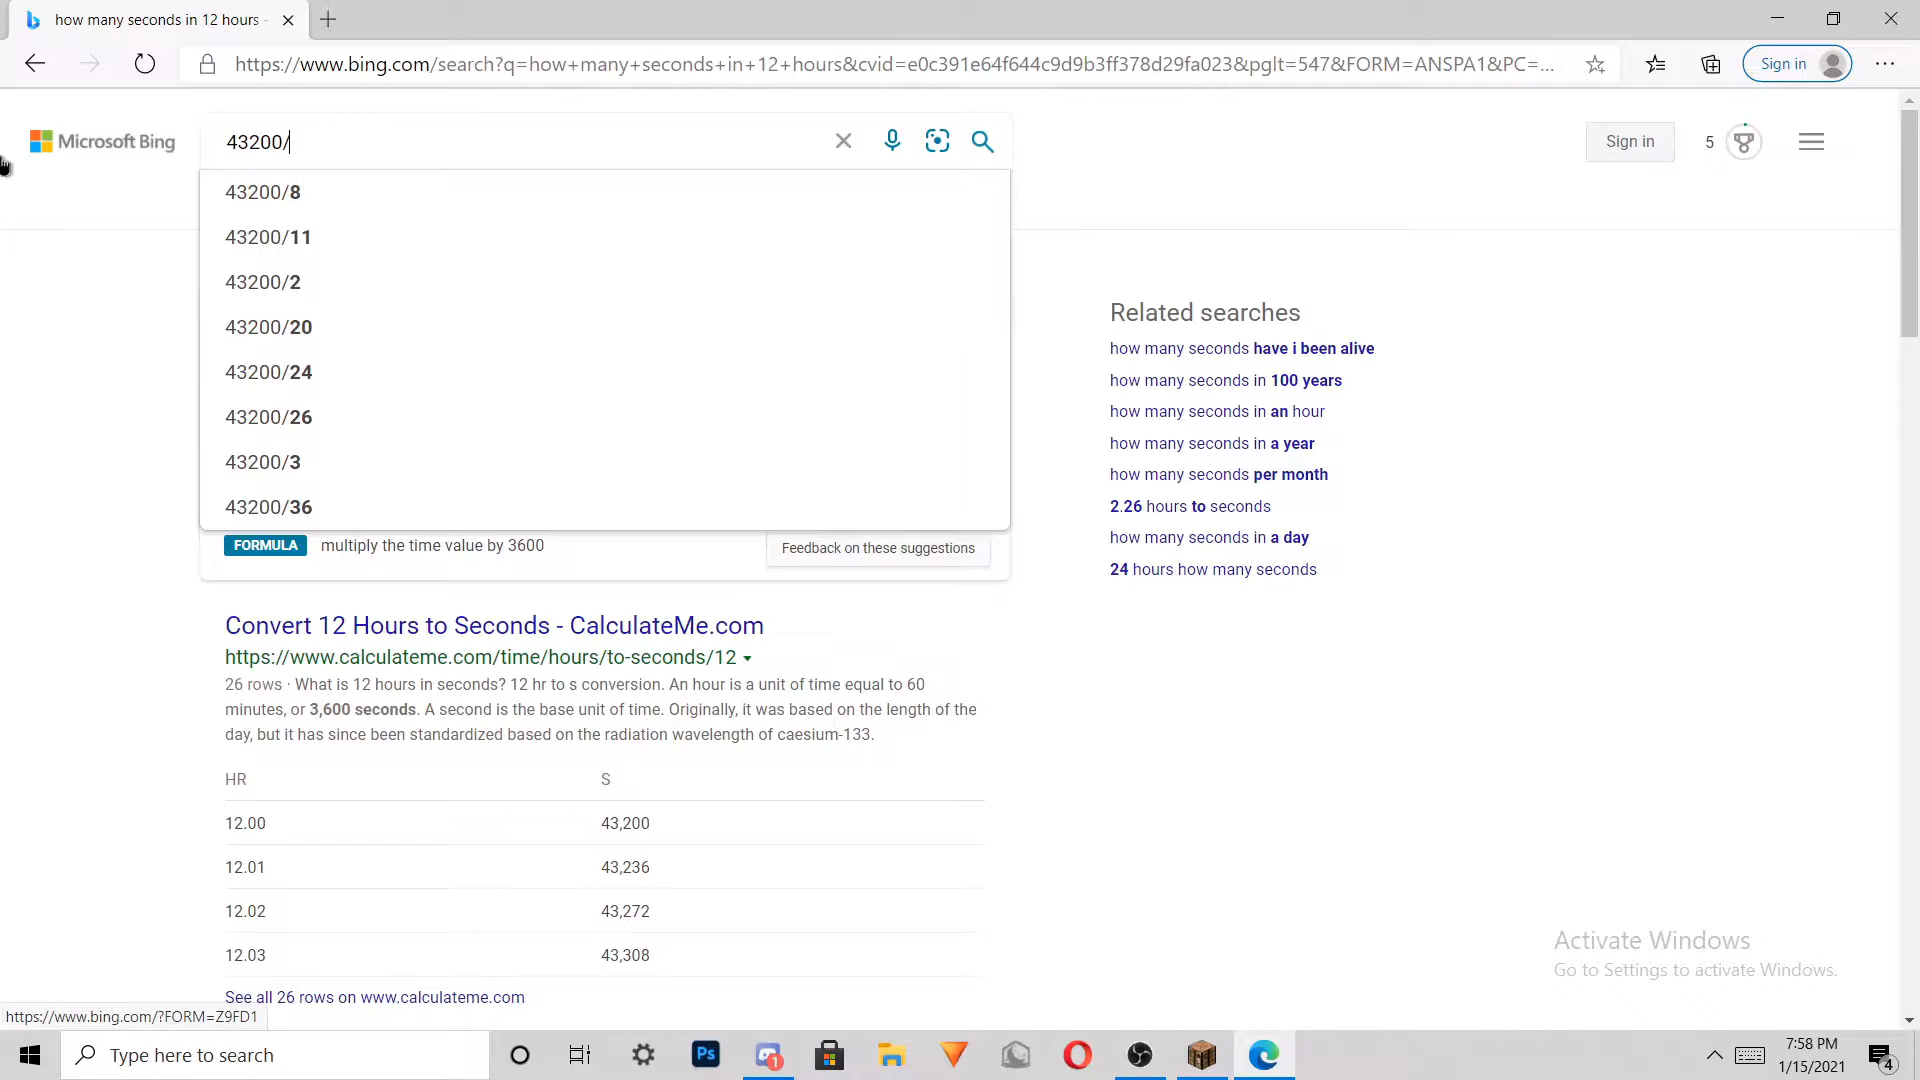 how many seconds in 12 hours -
https://www.bing.com/search?q=how+many+seconds+in+12+hours&cvid=e0c391e64f644c9d9b3ff378d29fa023&pglt=547&FORM=ANSPA1&PC=...
Sign in
Microsoft Bing
43200/
Sign in
5
43200/8
43200/11
43200/2
43200/20
43200/24
43200/26
43200/3
43200/36
FORMULA multiply the time value by 3600
Feedback on these suggestions
Related searches
how many seconds have i been alive
how many seconds in 100 years
how many seconds in an hour
how many seconds in a year
how many seconds per month
2.26 hours to seconds
how many seconds in a day
24 hours how many seconds
Convert 12 Hours to Seconds - CalculateMe.com
https://www.calculateme.com/time/hours/to-seconds/12
26 rows · What is 12 hours in seconds? 12 hr to s conversion. An hour is a unit of time equal to 60
minutes, or 3,600 seconds. A second is the base unit of time. Originally, it was based on the length of the
day, but it has since been standardized based on the radiation wavelength of caesium-133.
HR S
12.00 43,200
12.01 43,236
12.02 43,272
12.03 43,308
See all 26 rows on www.calculateme.com
Activate Windows
Go to Settings to activate Windows.
https://www.bing.com/?FORM=Z9FD1
Type here to search
Ps
1
7:58 PM
1/15/2021
4